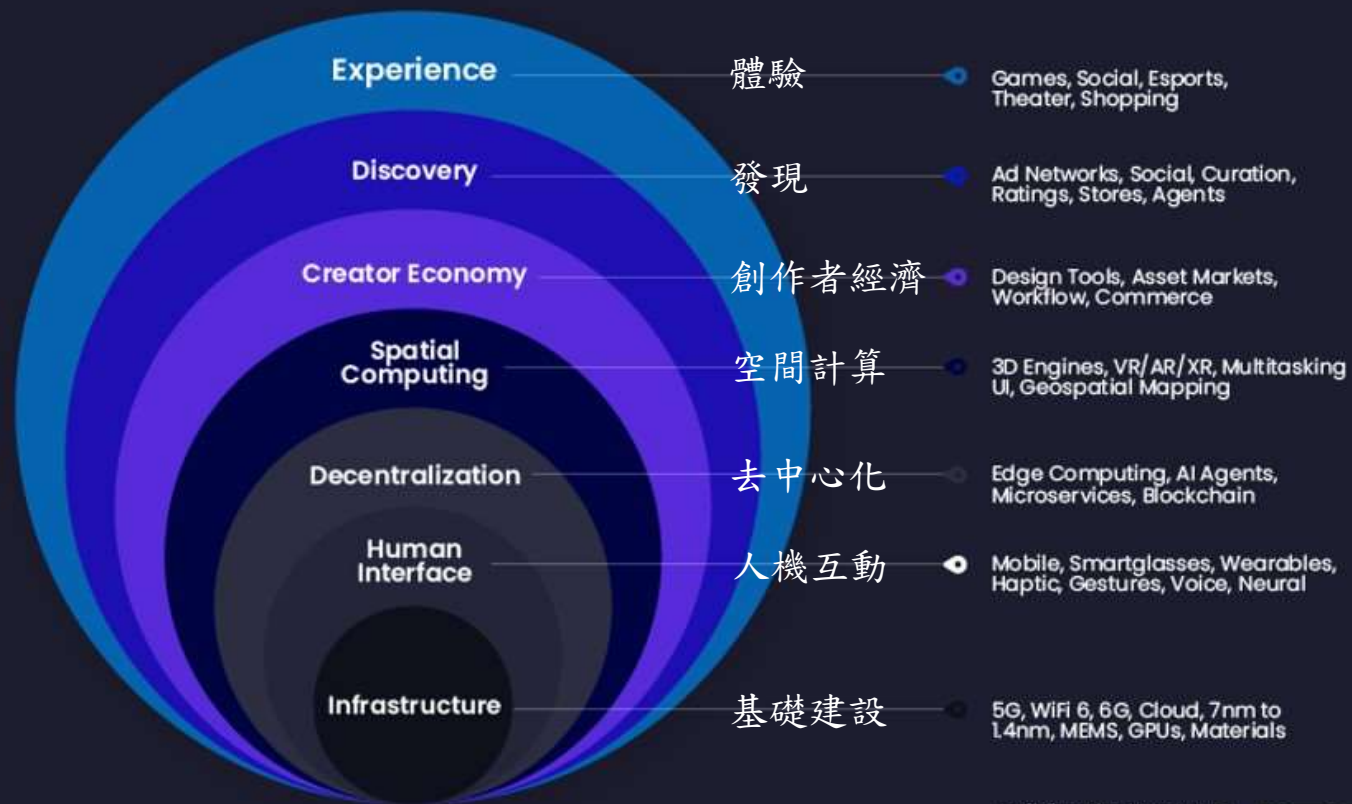 Experience
體驗
Games, Social, Esports,
Theater, Shopping
Discovery
發現
Ad Networks, Social, Curation,
Ratings, Stores, Agents
Creator Economy
創作者經濟
Design Tools, Asset Markets,
Workflow, Commerce
Spatial
Computing
空間計算
3D Engines, VR/AR/XR, Multitasking
UI, Geospatial Mapping
Decentralization
去中心化
Edge Computing, AI Agents,
Microservices, Blockchain
Human
Interface
人機互動
Mobile, Smartglasses, Wearables,
Haptic, Gestures, Voice, Neural
Infrastructure
基礎建設
5G, WiFi 6, 6G, Cloud, 7nm to
1.4nm, MEMS, GPUs, Materials